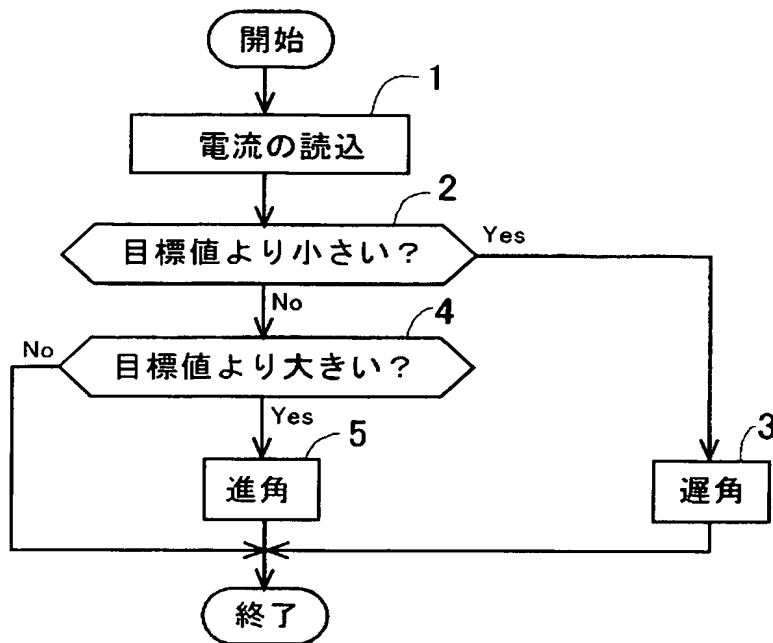 開始
1
電流の読込
2
目標値より小さい?
Yes
No
4
目標値より大きい?
No
Yes
5
進角
3
遅角
終了